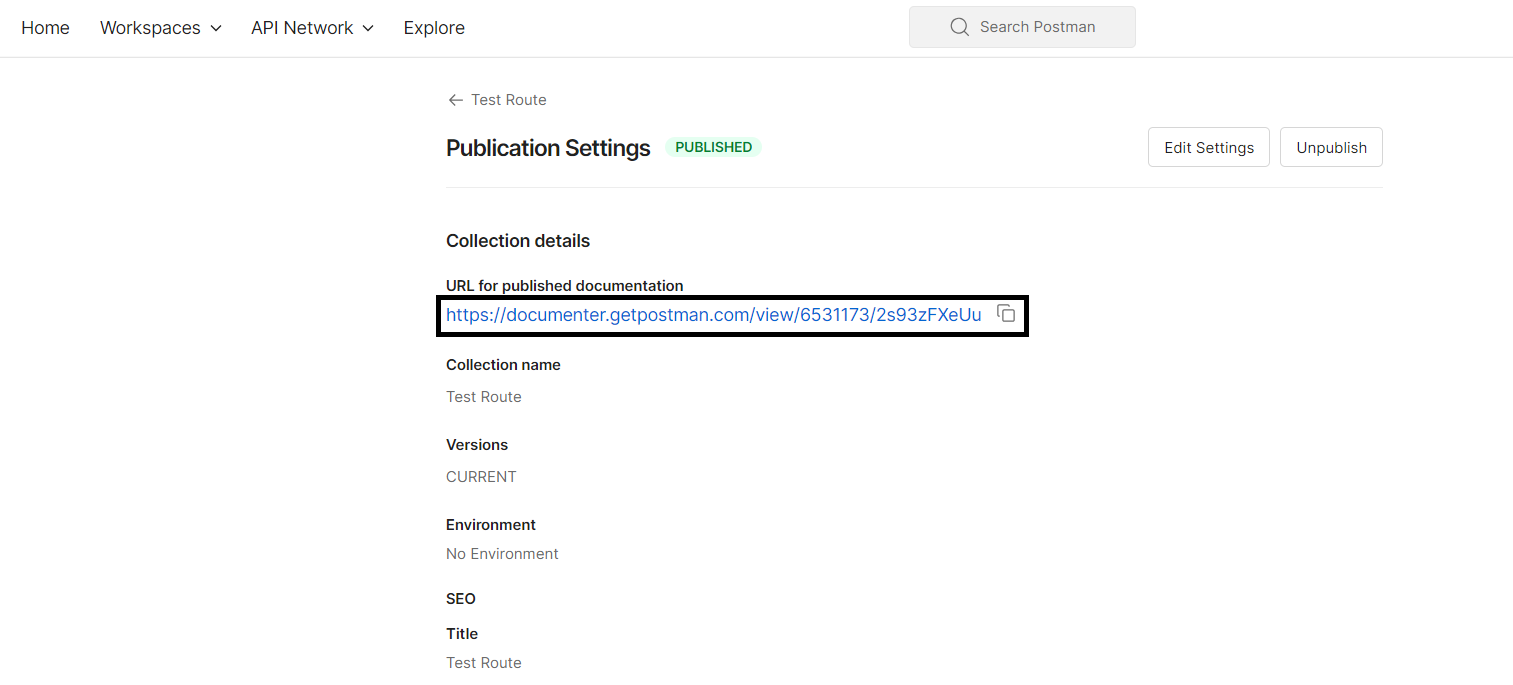 Home Workspaces API Network Explore Search Postman
Test Route
Publication Settings PUBLISHED Edit Settings Unpublish
Collection details
URL for published documentation
https://documenter.getpostman.com/view/6531173/2s93zFXeUu
Collection name
Test Route
Versions
CURRENT
Environment
No Environment
SEO
Title
Test Route